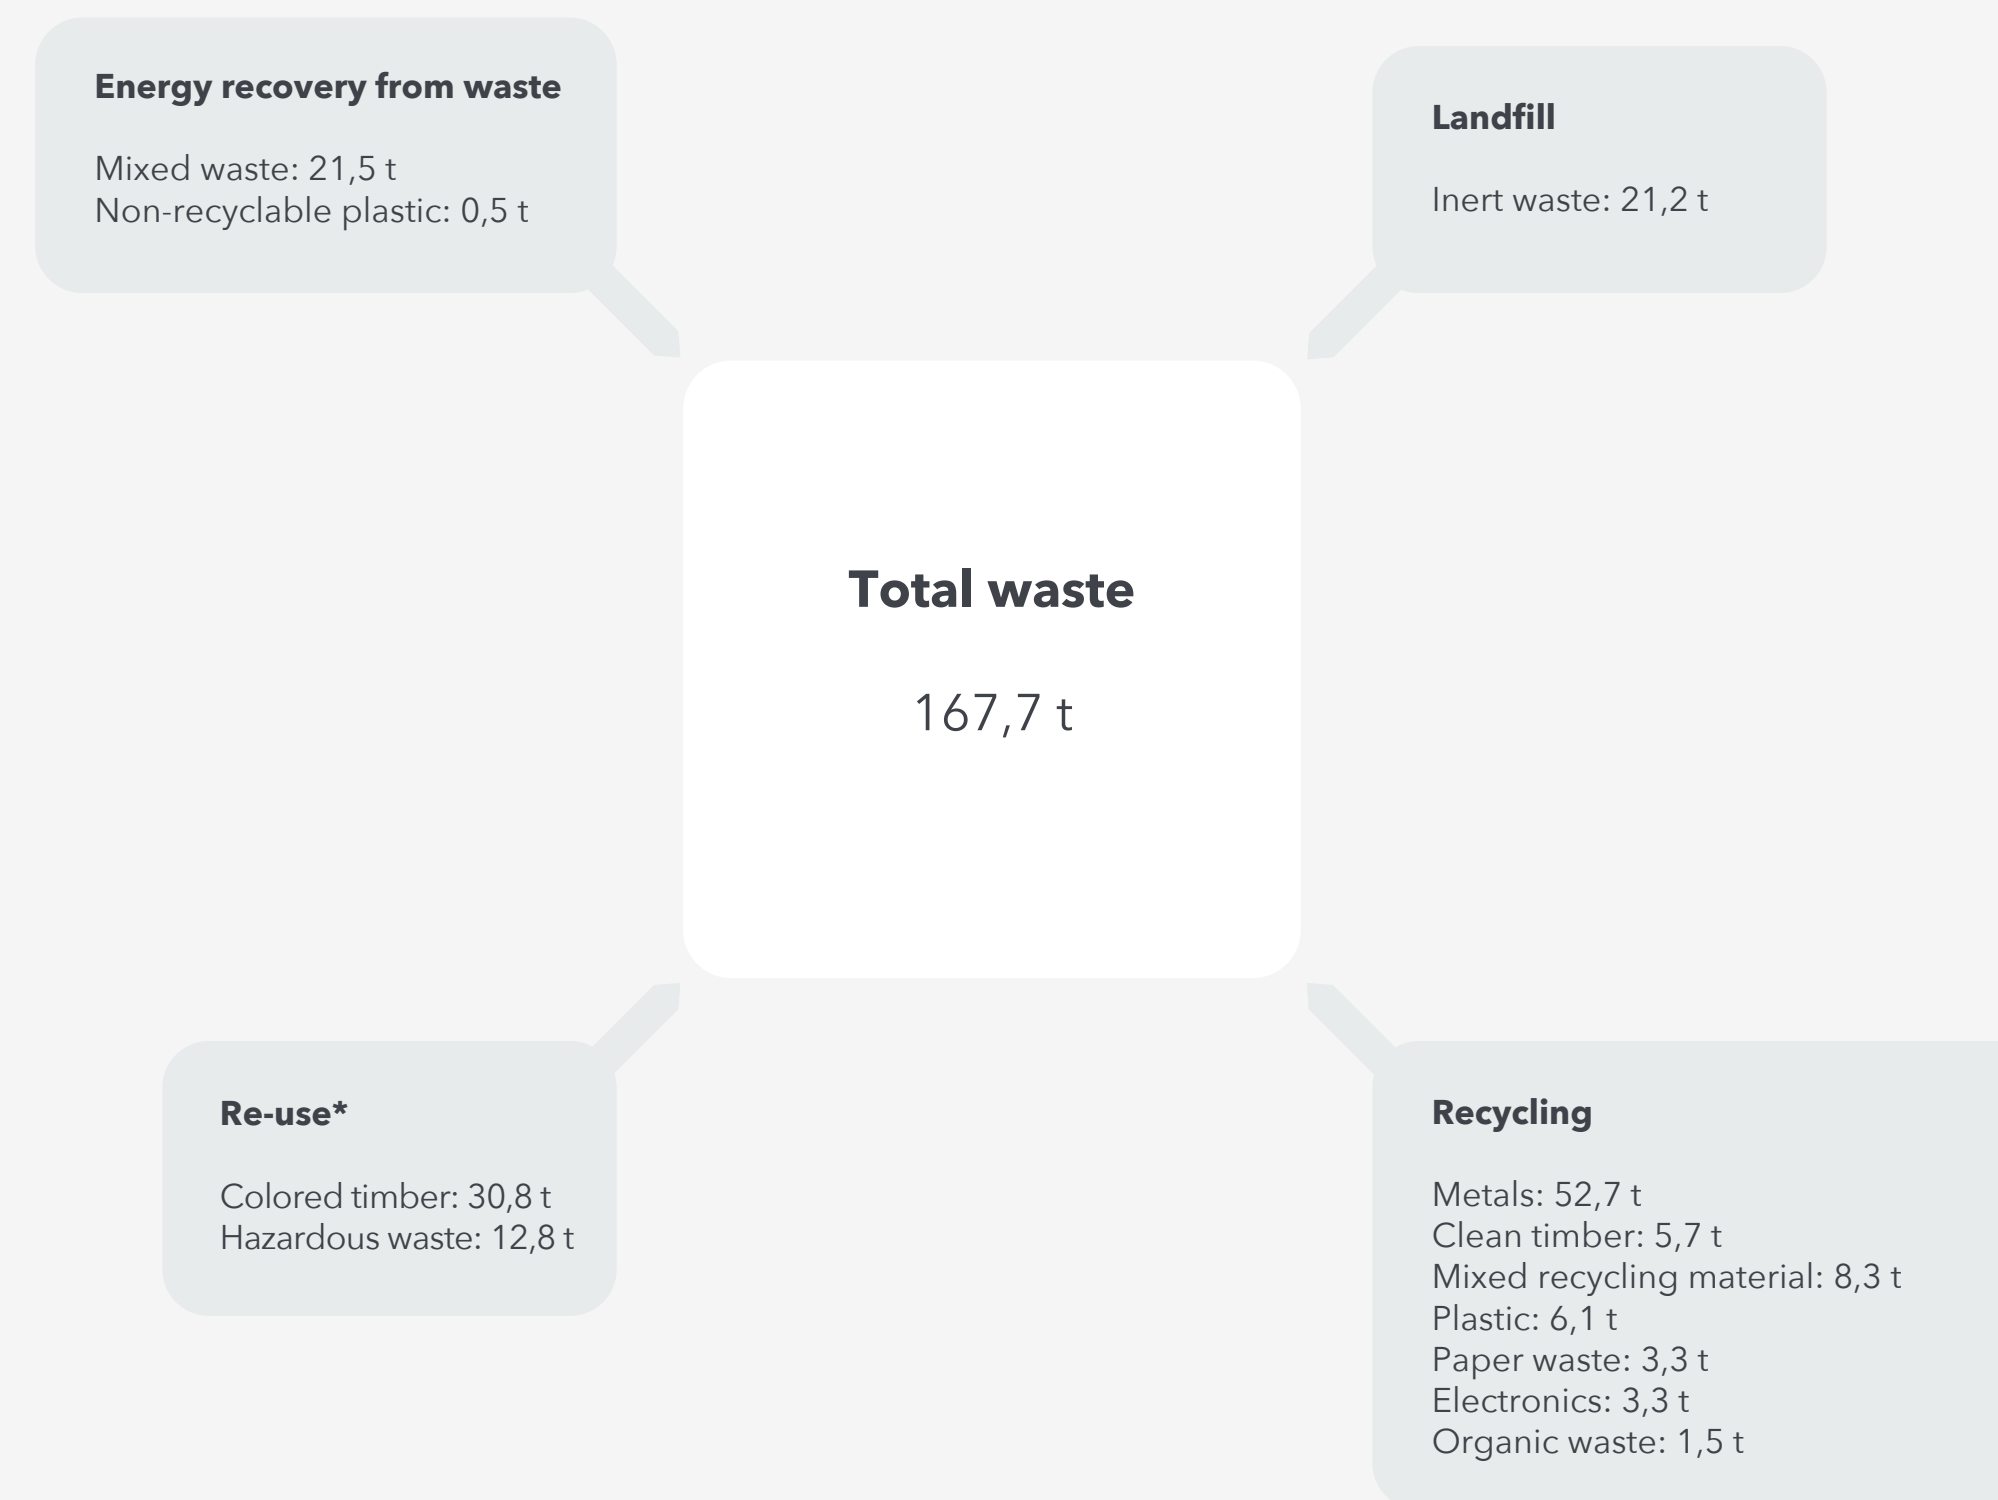 Energy recovery from waste
Mixed waste: 21,5 t
Non-recyclable plastic: 0,5 t
Landfill
Inert waste: 21,2 t
Total waste
167,7 t
Re-use*
Colored timber: 30,8 t
Hazardous waste: 12,8 t
Recycling
Metals: 52,7 t
Clean timber: 5,7 t
Mixed recycling material: 8,3 t
Plastic: 6,1 t
Paper waste: 3,3 t
Electronics: 3,3 t
Organic waste: 1,5 t